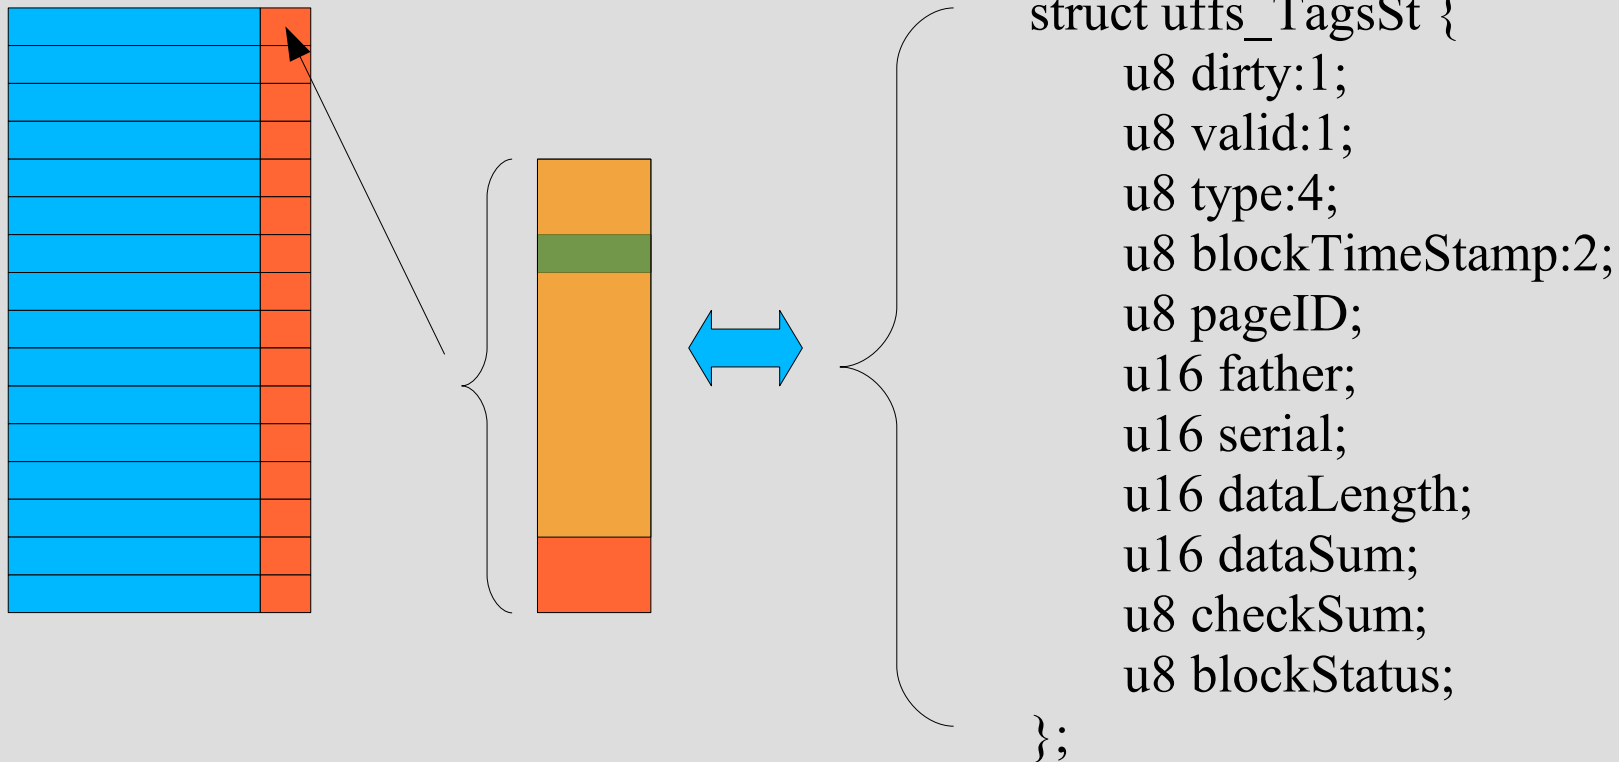 struct uffs_TagsSt {
u8 dirty:1;
u8 valid:1;
u8 type:4;
u8 blockTimeStamp:2;
u8 pageID;
u16 father;
u16 serial;
u16 dataLength;
u16 dataSum;
u8 checkSum;
u8 blockStatus;
};